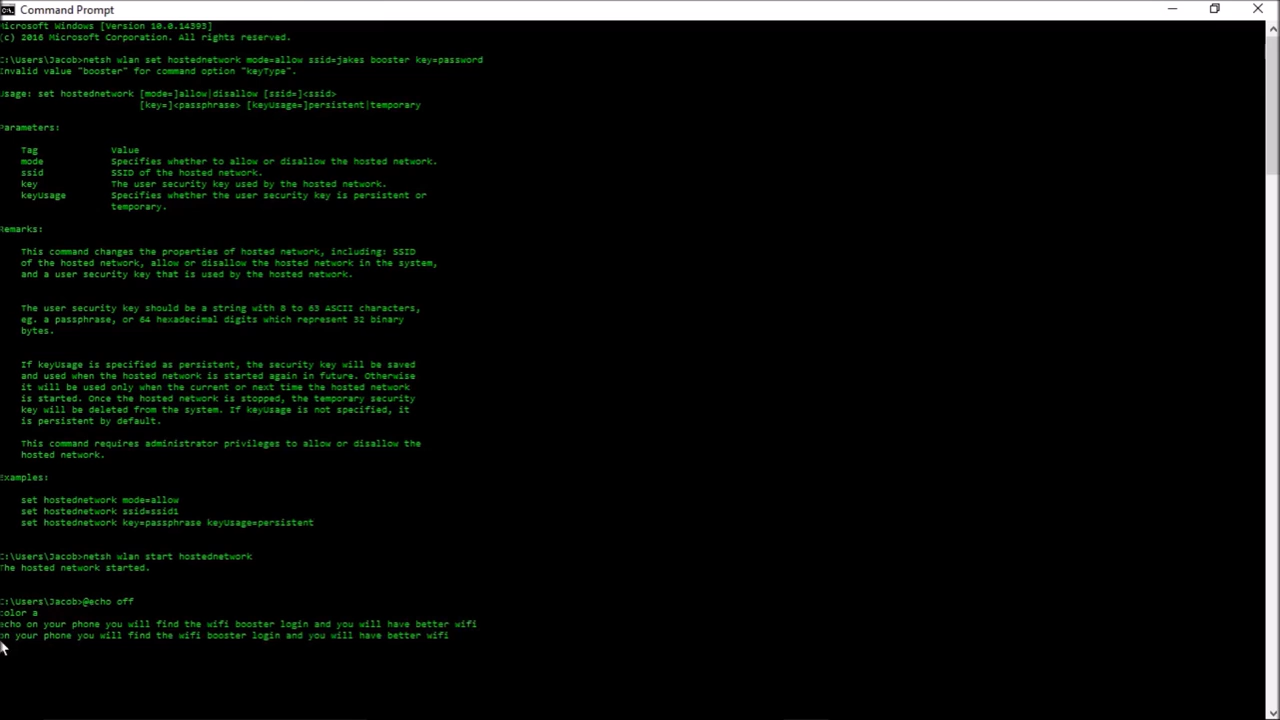 Command Prompt
Microsoft Windows [Version 10.0.14393]
(c) 2016 Microsoft Corporation. All rights reserved.
C:\Users\Jacob>netsh wlan set hostednetwork mode=allow ssid=jakes booster key=password
Invalid value "booster" for command option "keyType".
Usage: set hostednetwork [mode=]allow|disallow [ssid=]<ssid>
[key=]<passphrase> [keyUsage=]persistent|temporary
Parameters:
Tag Value
mode Specifies whether to allow or disallow the hosted network.
ssid SSID of the hosted network.
key The user security key used by the hosted network.
keyUsage Specifies whether the user security key is persistent or
temporary.
Remarks:
This command changes the properties of hosted network, including: SSID
of the hosted network, allow or disallow the hosted network in the system,
and a user security key that is used by the hosted network.
The user security key should be a string with 8 to 63 ASCII characters,
eg. a passphrase, or 64 hexadecimal digits which represent 32 binary
bytes.
If keyUsage is specified as persistent, the security key will be saved
and used when the hosted network is started again in future. Otherwise
it will be used only when the current or next time the hosted network
is started. Once the hosted network is stopped, the temporary security
key will be deleted from the system. If keyUsage is not specified, it
is persistent by default.
This command requires administrator privileges to allow or disallow the
hosted network.
Examples:
set hostednetwork mode=allow
set hostednetwork ssid=ssid1
set hostednetwork key=passphrase keyUsage=persistent
C:\Users\Jacob>netsh wlan start hostednetwork
The hosted network started.
C:\Users\Jacob>@echo off
color a
echo on your phone you will find the wifi booster login and you will have better wifi
on your phone you will find the wifi booster login and you will have better wifi